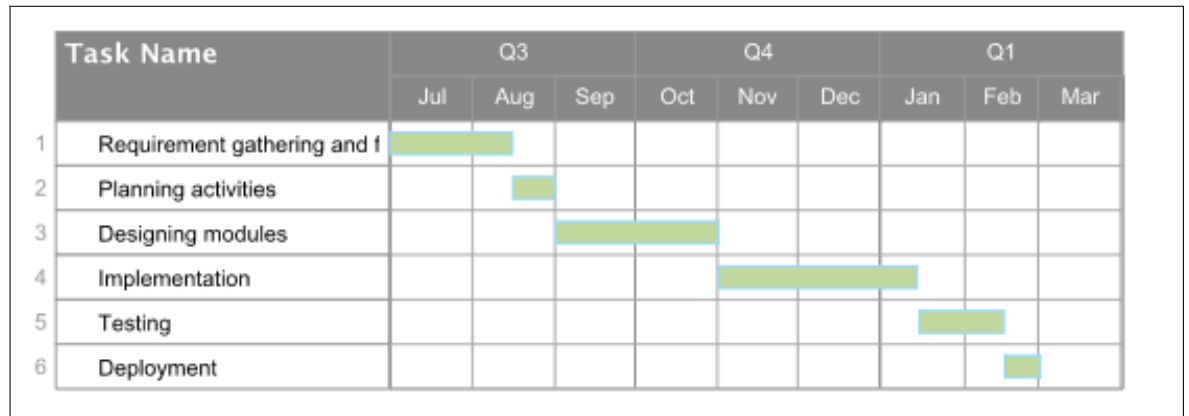 Task Name Q3 Q4 Q1
Jul Aug Sep Oct Nov Dec Jan Feb Mar
1 Requirement gathering and f
2 Planning activities
3 Designing modules
4 Implementation
5 Testing
6 Deployment